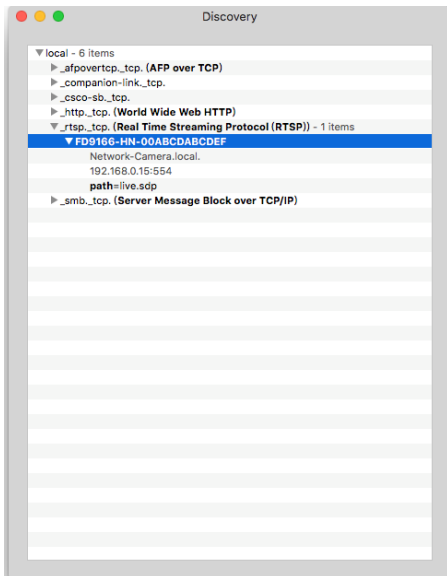 Discovery
local - 6 items
_afpovertcp._tcp. (AFP over TCP)
_companion-link._tcp.
_csco-sb._tcp.
_http._tcp. (World Wide Web HTTP)
_rtsp._tcp. (Real Time Streaming Protocol (RTSP)) - 1 items
FD9166-HN-00ABCDABCDEF
Network-Camera.local.
192.168.0.15:554
path=live.sdp
_smb._tcp. (Server Message Block over TCP/IP)